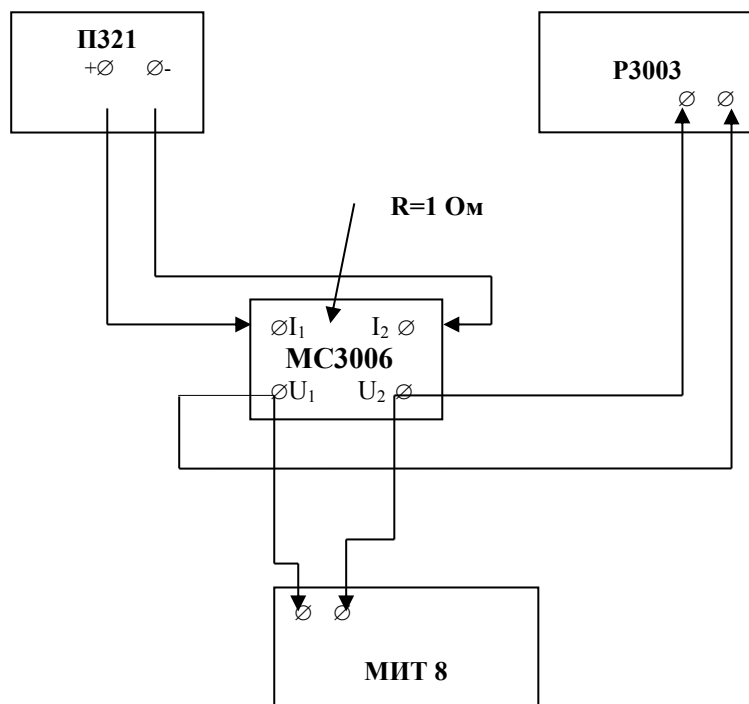 П321
+∅ ∅-
Р3003
∅ ∅
R=1 Ом
∅I₁ I₂ ∅
МС3006
∅U₁ U₂ ∅
∅ ∅
МИТ 8